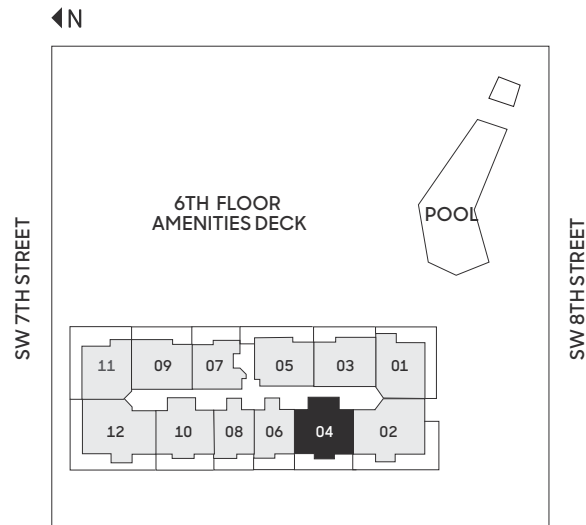 N
6TH FLOOR
AMENITIES DECK
POOL
SW 7TH STREET
SW 8TH STREET
11
09
07
05
03
01
12
10
08
06
04
02